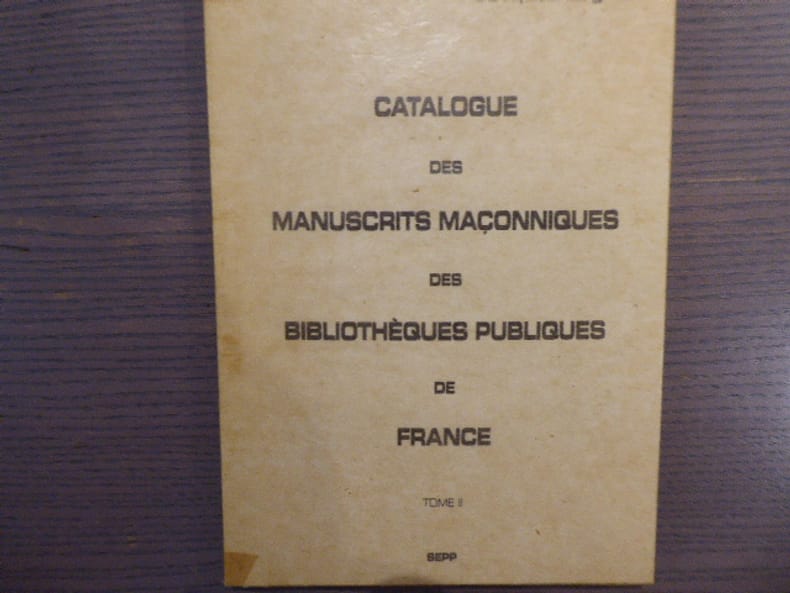 CATALOGUE
DES
MANUSCRITS MAÇONNIQUES
DES
BIBLIOTHÈQUES PUBLIQUES
DE
FRANCE
TOME II
SEPP